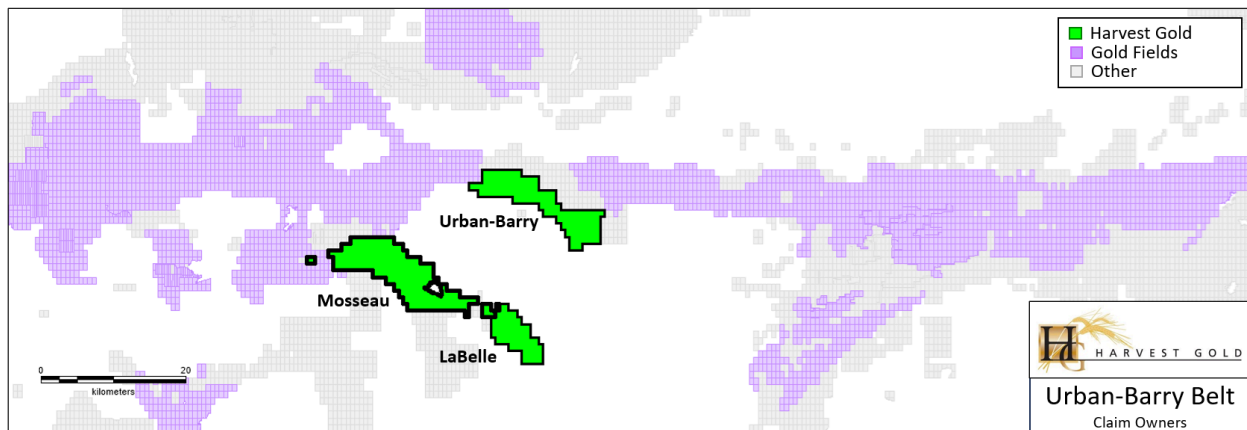 Harvest Gold
Gold Fields
Other
Urban-Barry
Mosseau
LaBelle
0 20
kilometers
HG HARVEST GOLD
Urban-Barry Belt
Claim Owners